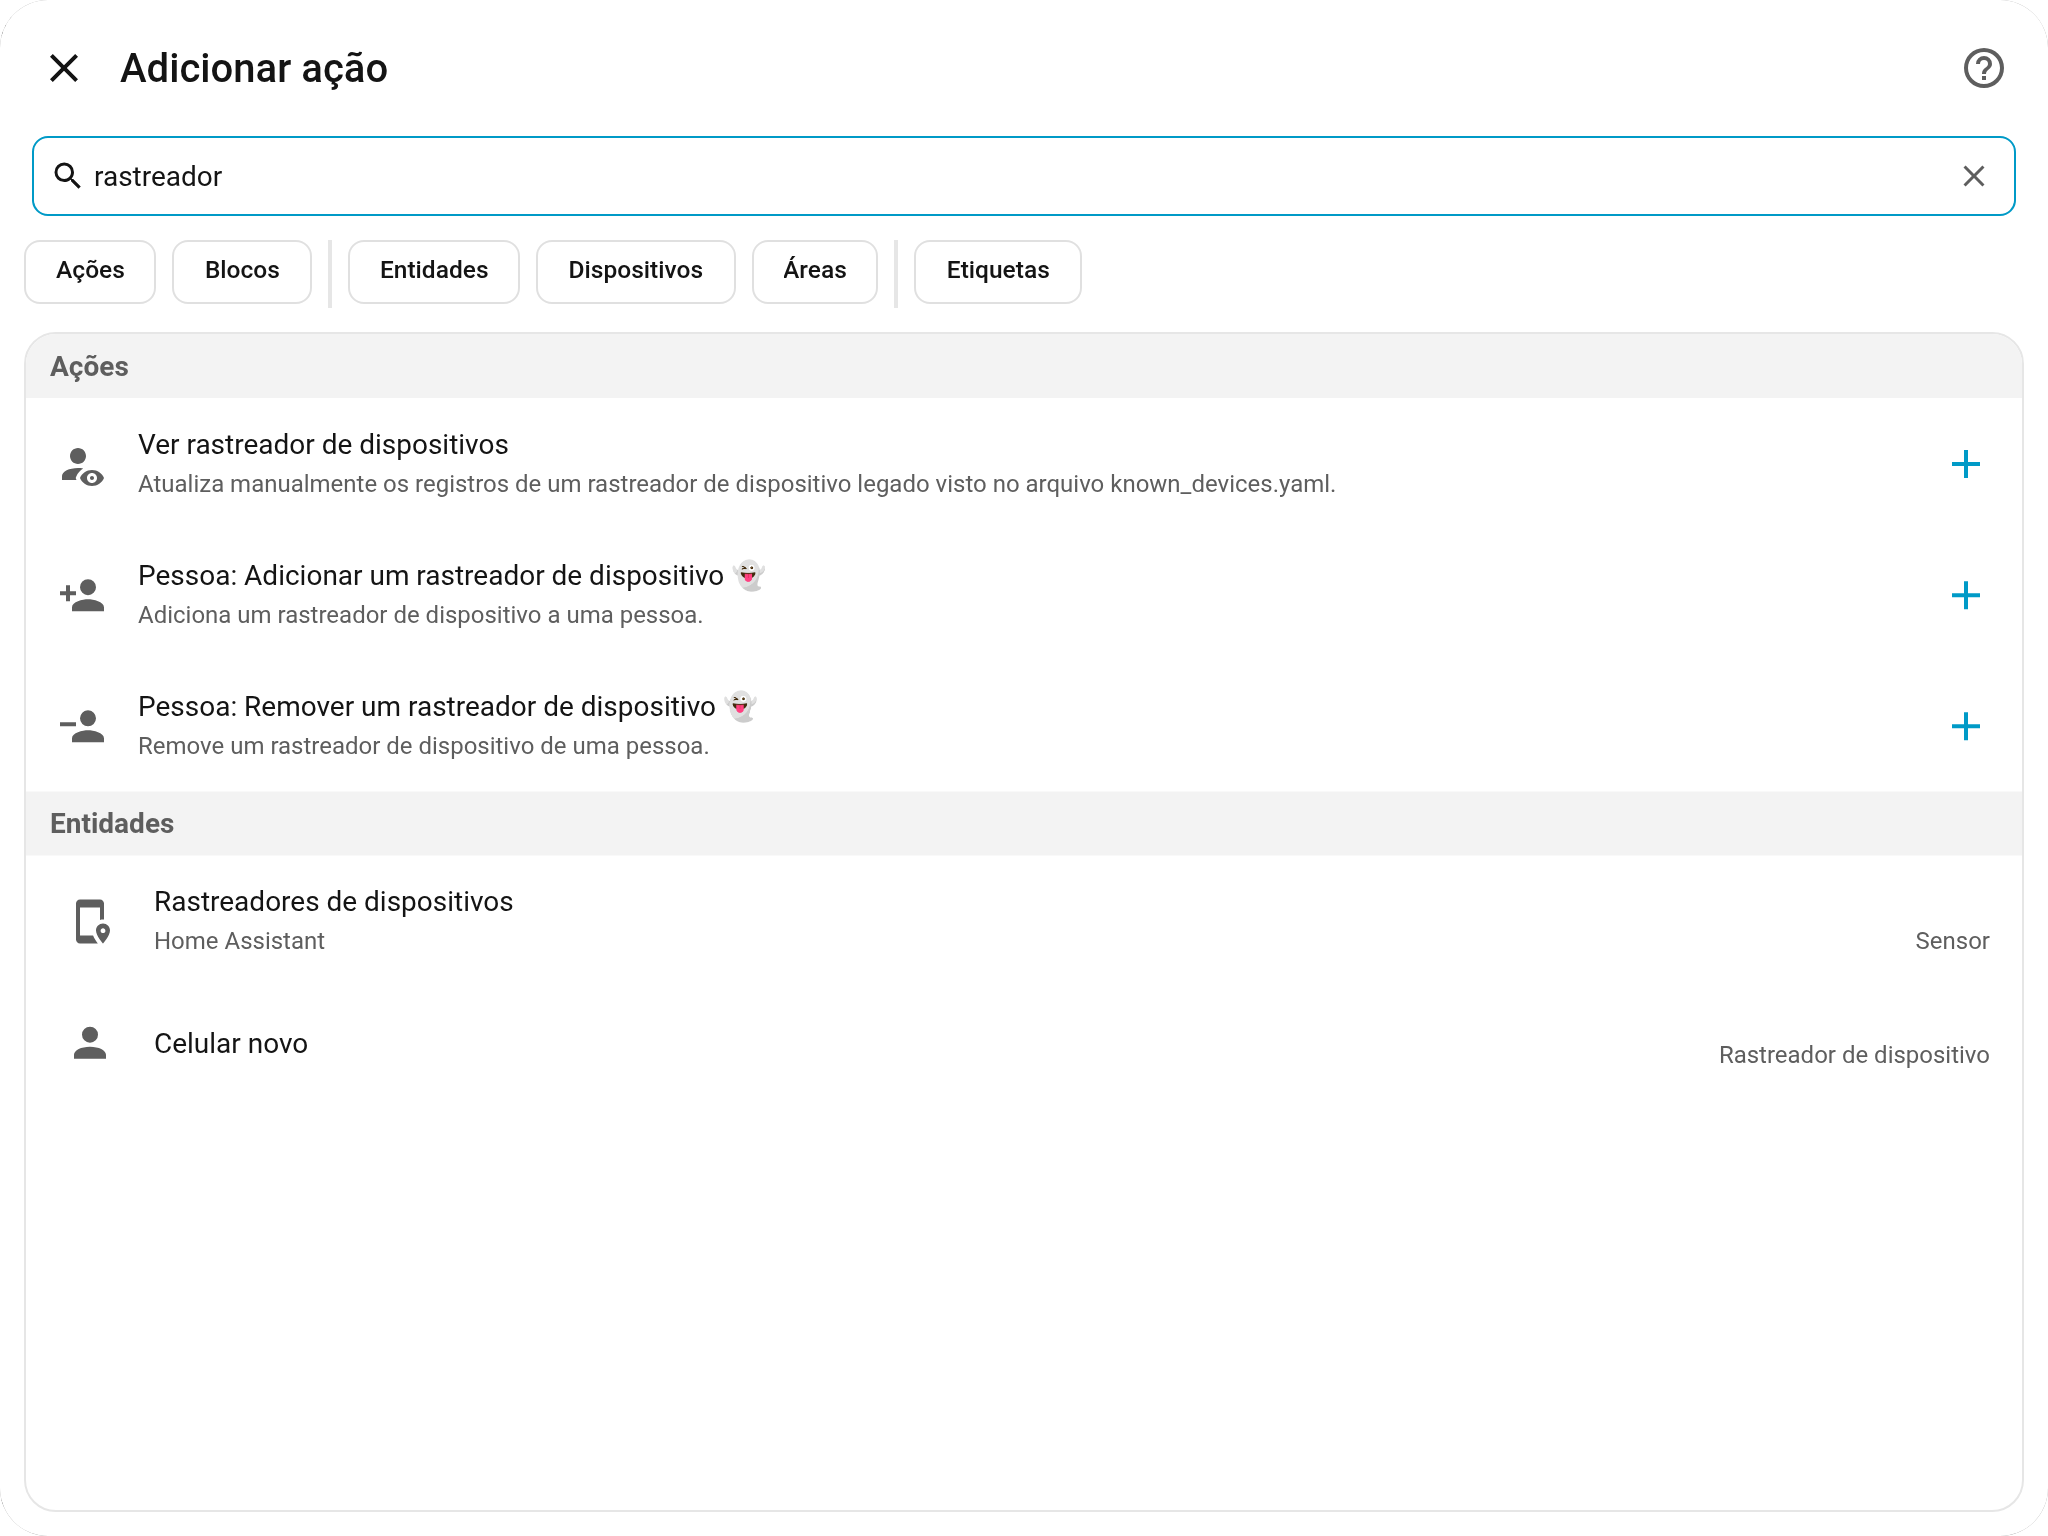 Adicionar ação
rastreador
Ações Blocos Entidades Dispositivos Áreas Etiquetas
Ações
Ver rastreador de dispositivos
Atualiza manualmente os registros de um rastreador de dispositivo legado visto no arquivo known_devices.yaml.
Pessoa: Adicionar um rastreador de dispositivo 👻
Adiciona um rastreador de dispositivo a uma pessoa.
Pessoa: Remover um rastreador de dispositivo 👻
Remove um rastreador de dispositivo de uma pessoa.
Entidades
Rastreadores de dispositivos
Home Assistant Sensor
Celular novo
Rastreador de dispositivo